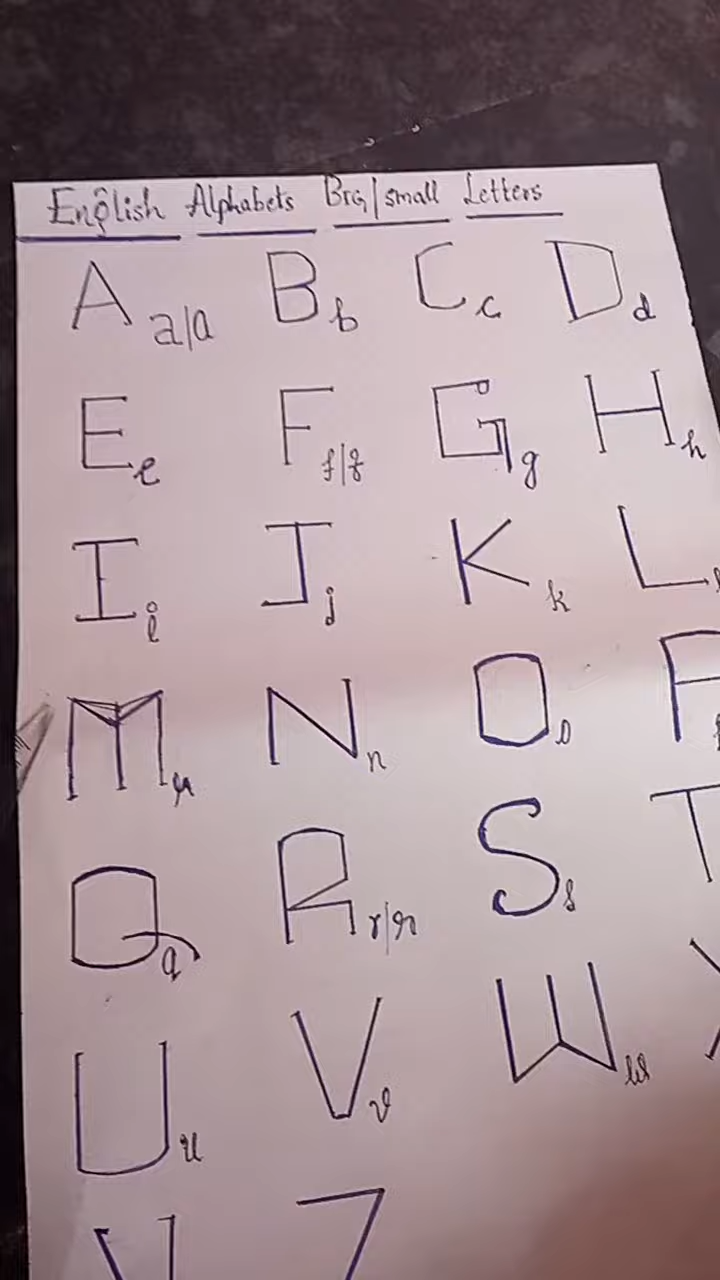 English Alphabets BIG/small Letters
A a/a B b C c D d
E e F f/f G g H h
I i J j K k L l
M m N n O o P
Q q R r/r S s T
U u V v W w X
Y Z